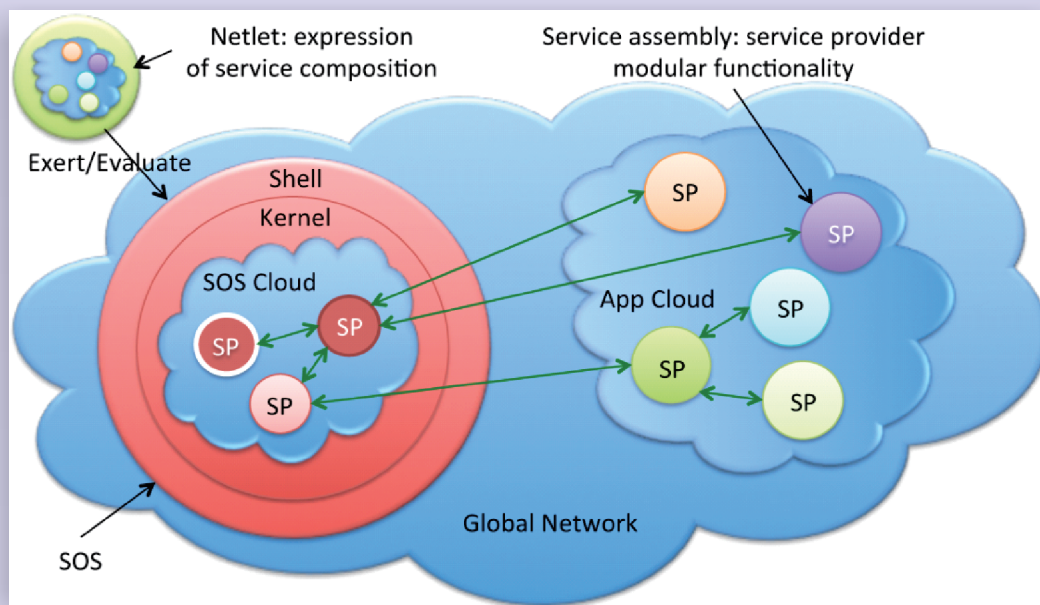 Netlet: expression
of service composition
Service assembly: service provider
modular functionality
Exert/Evaluate
Shell
Kernel
SOS Cloud
SP
SP
SP
SP
SP
App Cloud
SP
SP
SP
Global Network
SOS